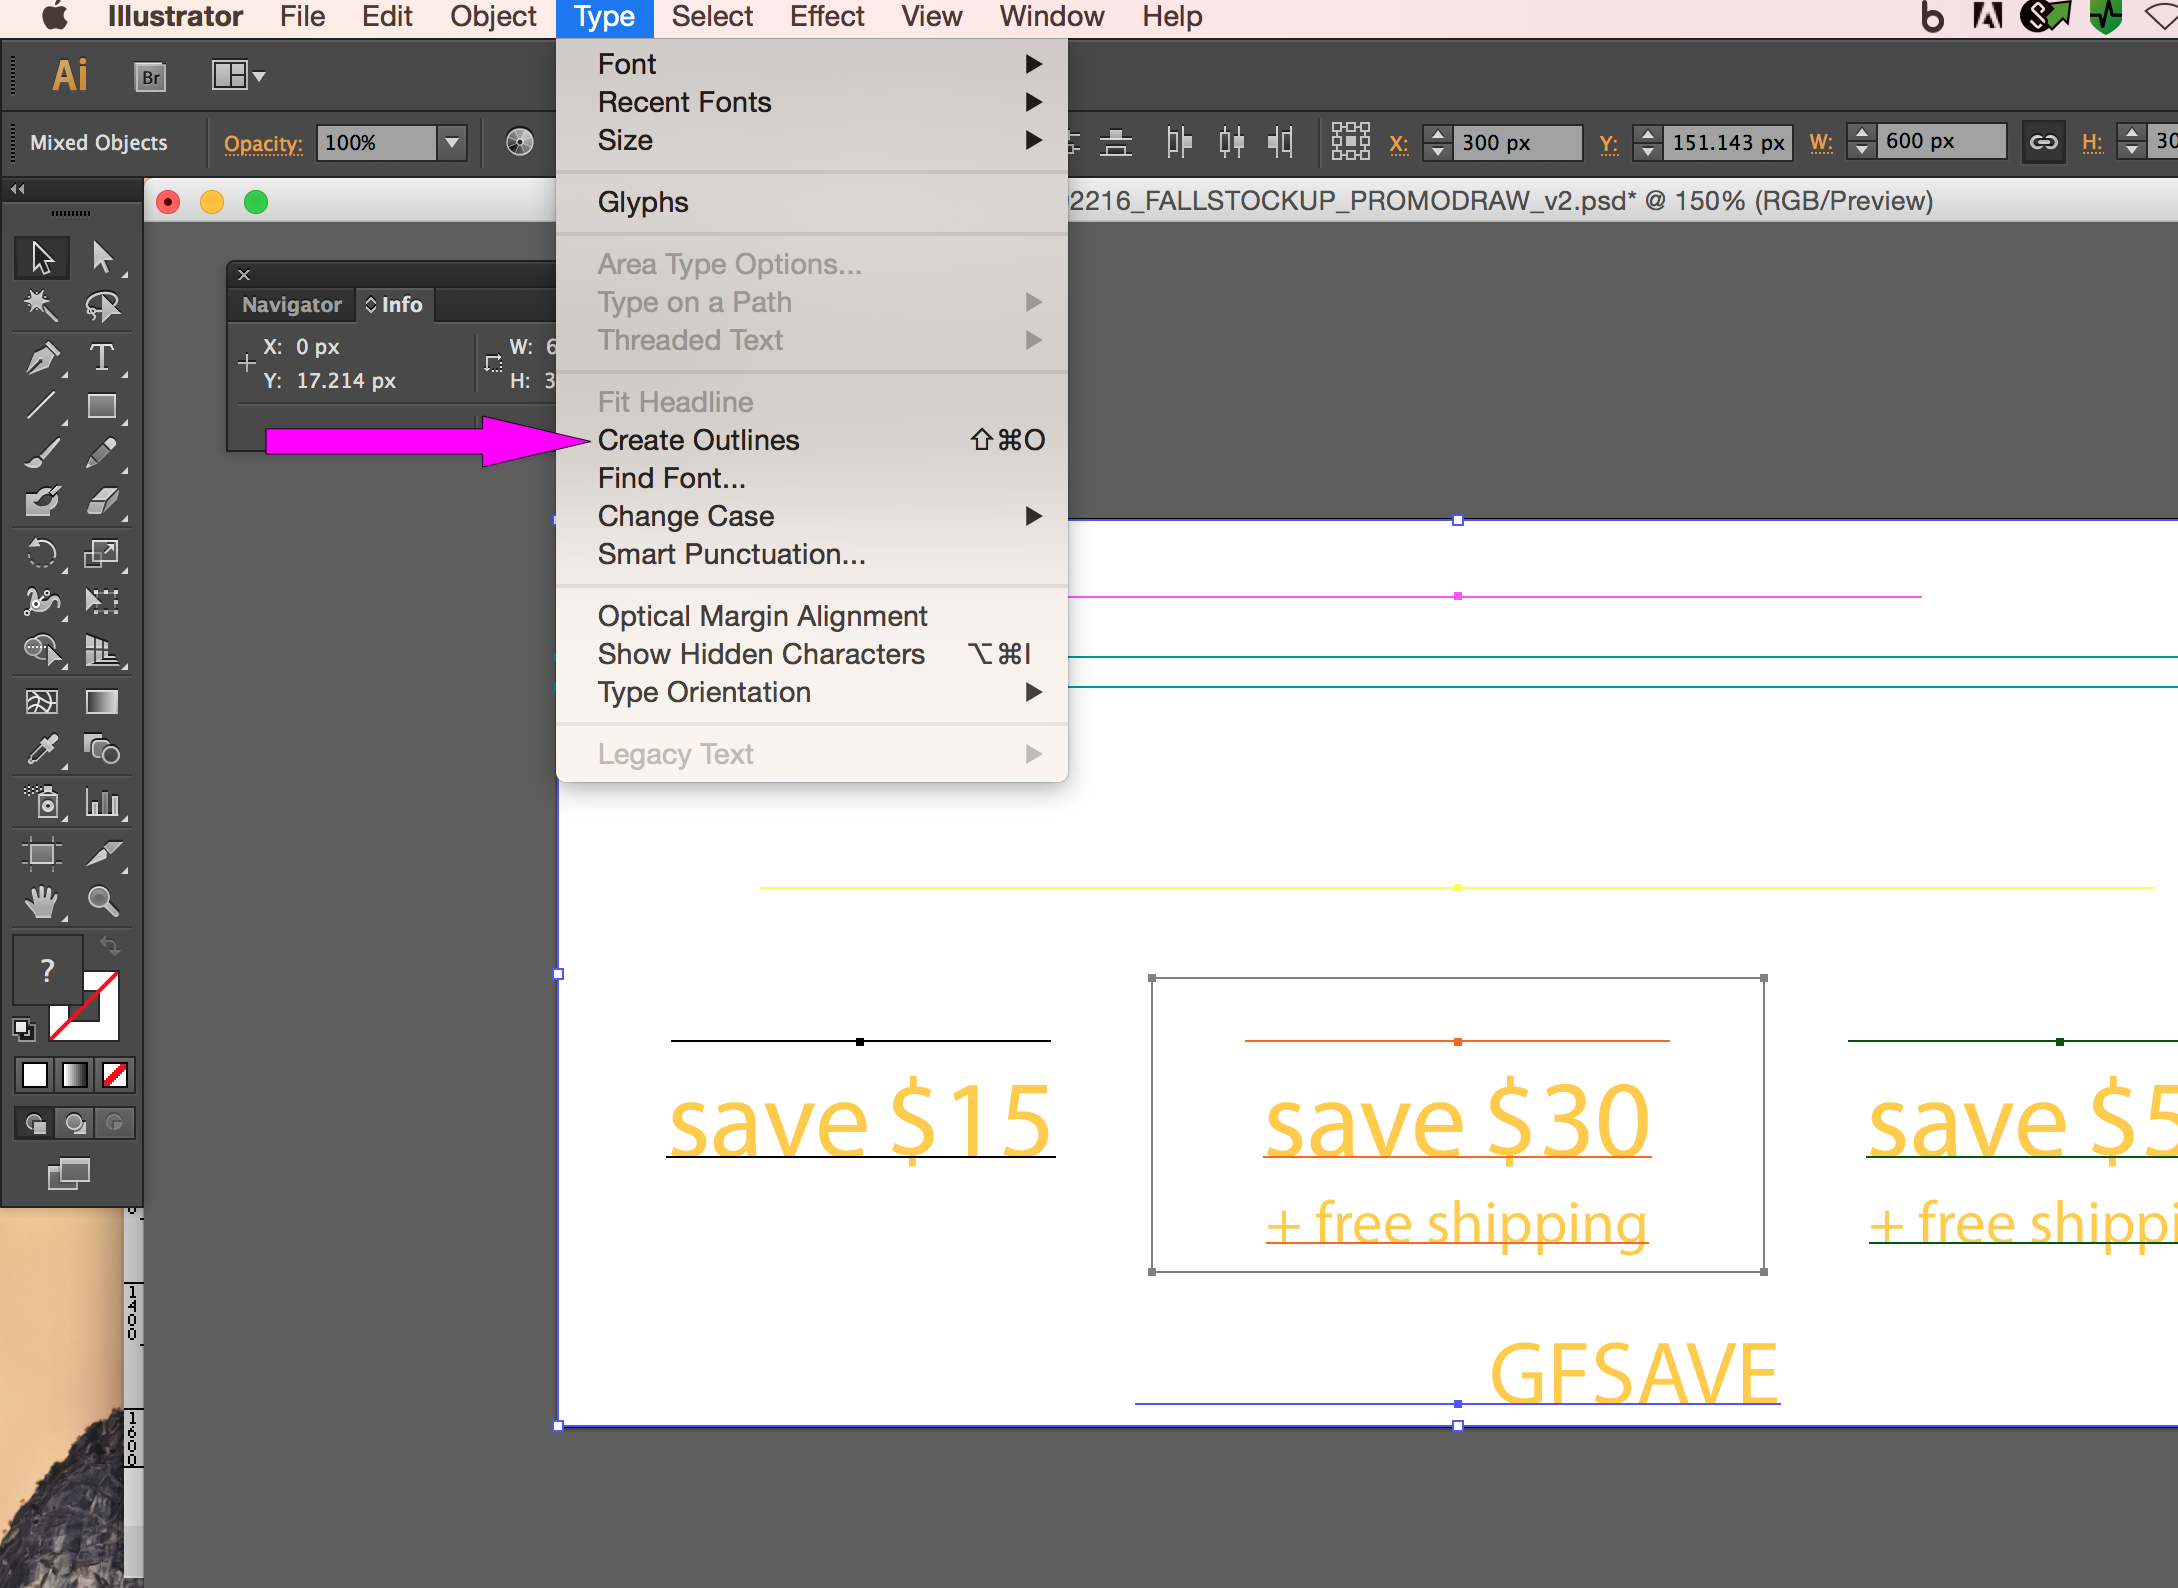 Illustrator File Edit Object Type Select Effect View Window Help
Ai Br
Mixed Objects Opacity: 100% X: 300 px Y: 151.143 px W: 600 px H: 30
2216_FALLSTOCKUP_PROMODRAW_v2.psd* @ 150% (RGB/Preview)
Font
Recent Fonts
Size
Glyphs
Area Type Options...
Type on a Path
Threaded Text
Fit Headline
Create Outlines ⇧⌘O
Find Font...
Change Case
Smart Punctuation...
Optical Margin Alignment
Show Hidden Characters ⌥⌘I
Type Orientation
Legacy Text
Navigator Info
X: 0 px W: 6
Y: 17.214 px H: 3
T
?
save $15 save $30 save $5
+ free shipping + free shippi
GFSAVE
1400
1600